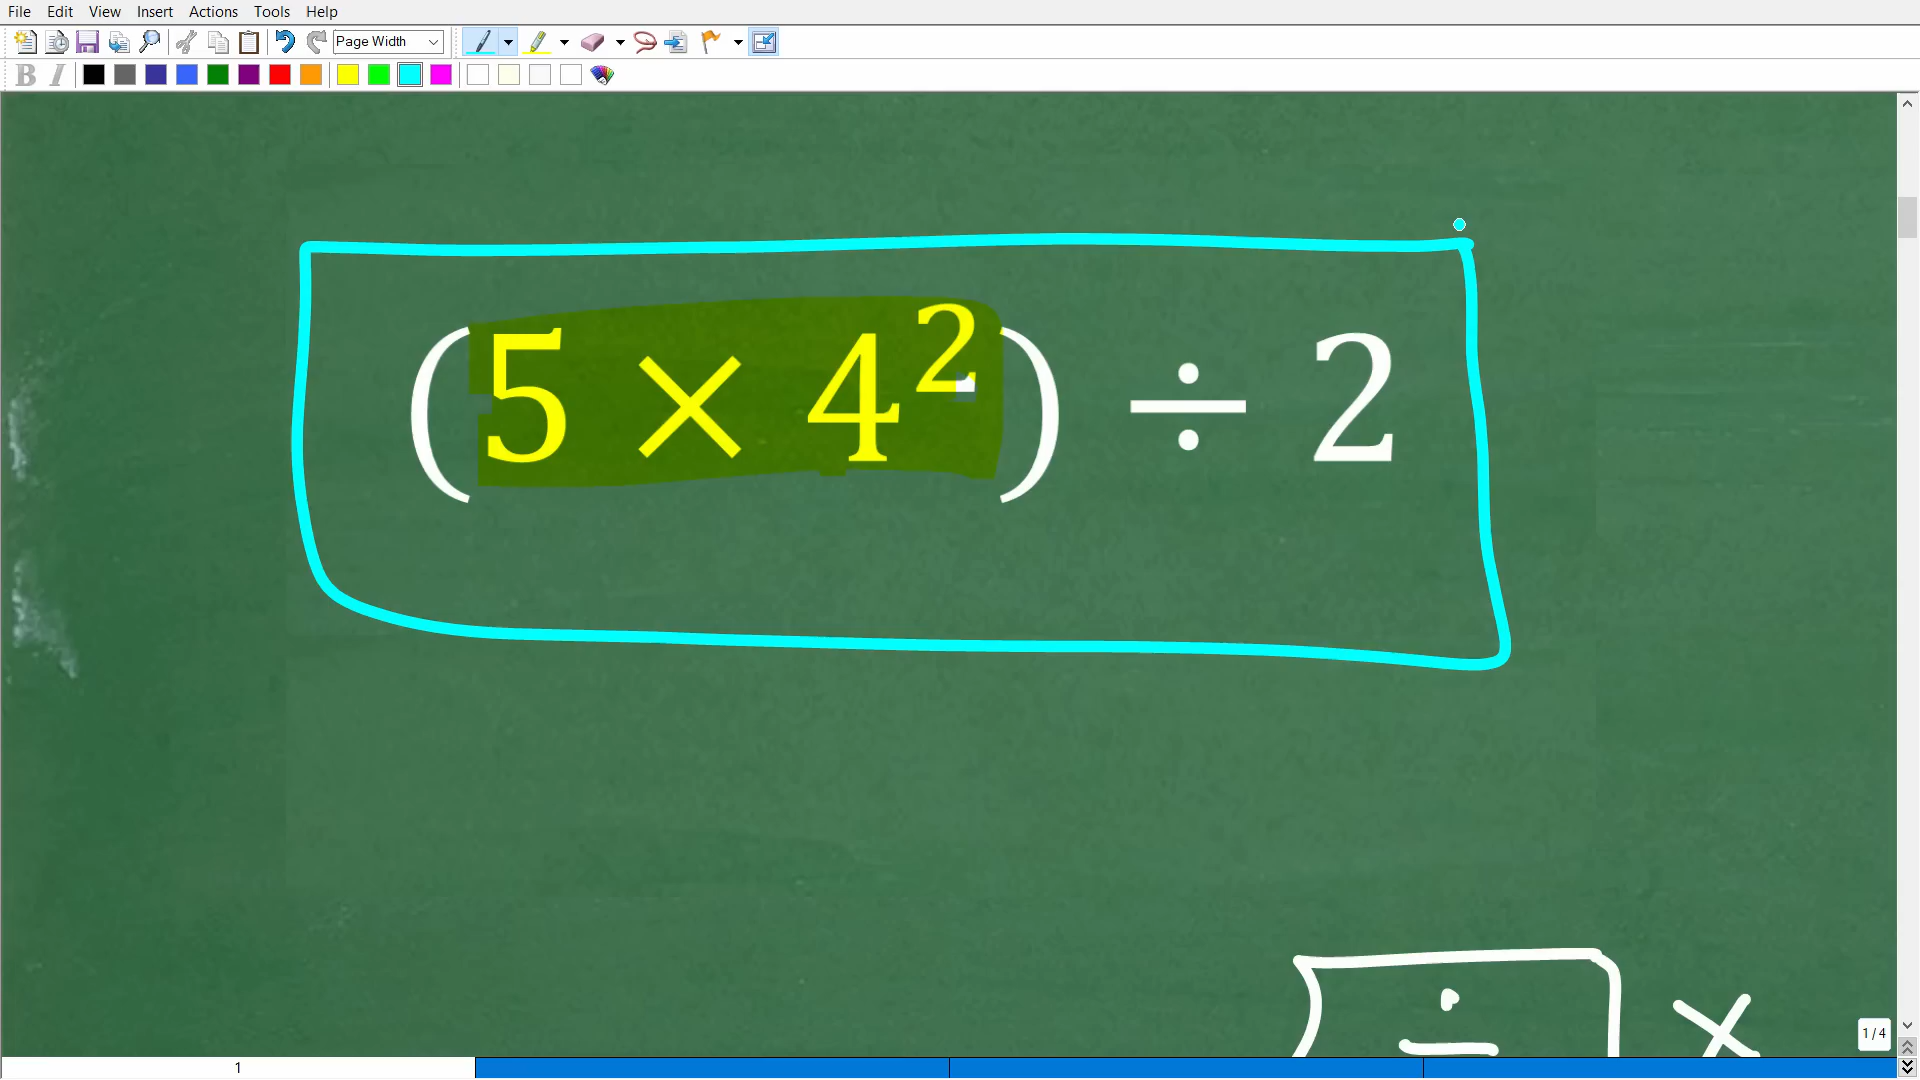 File Edit View Insert Actions Tools Help
Page Width
B I
(5 × 4²) ÷ 2
÷ ×
1 / 4
1